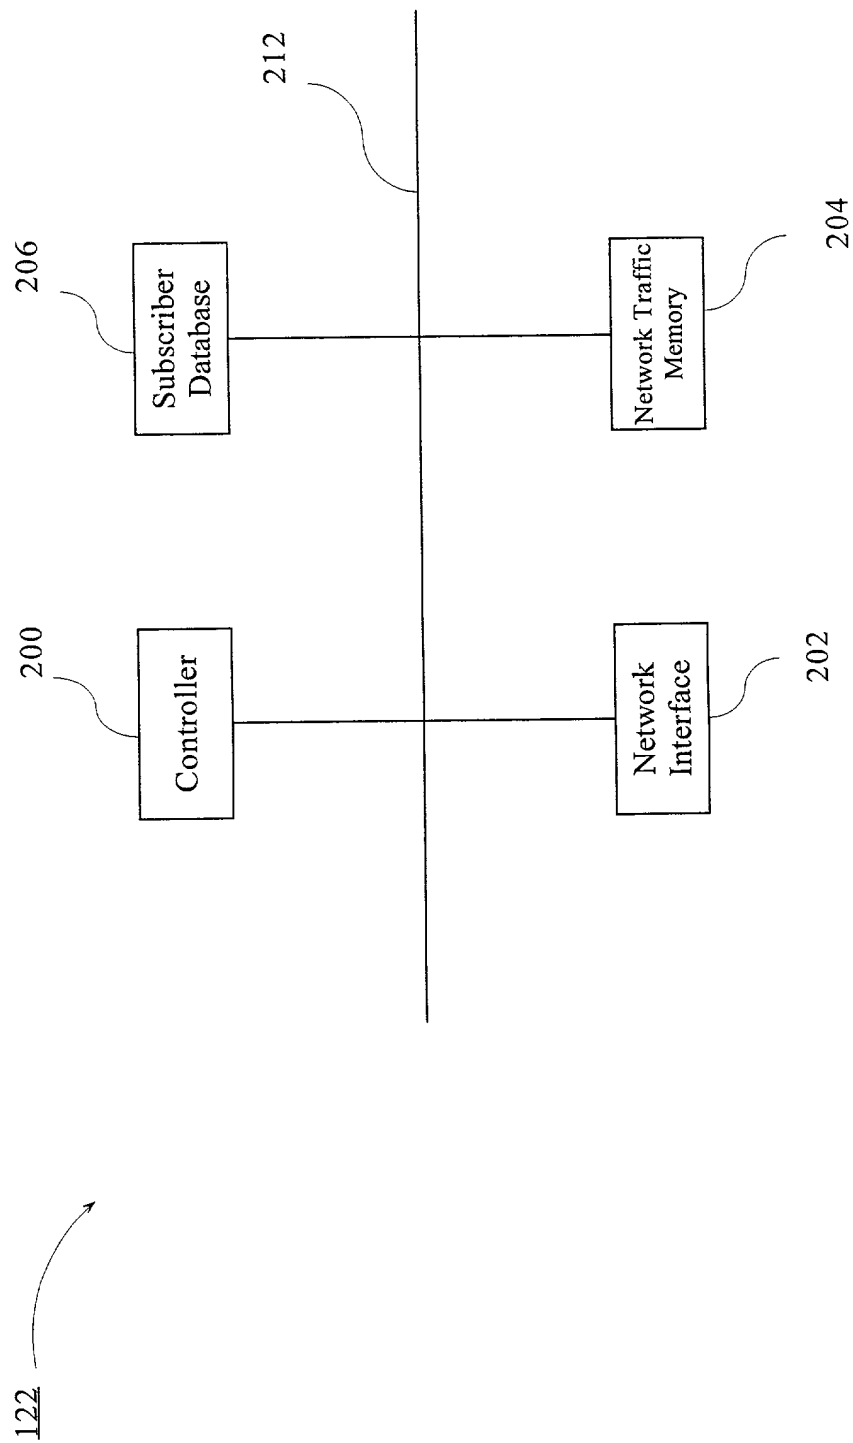 122
200
206
Controller
Subscriber
Database
212
Network
Interface
Network Traffic
Memory
202
204